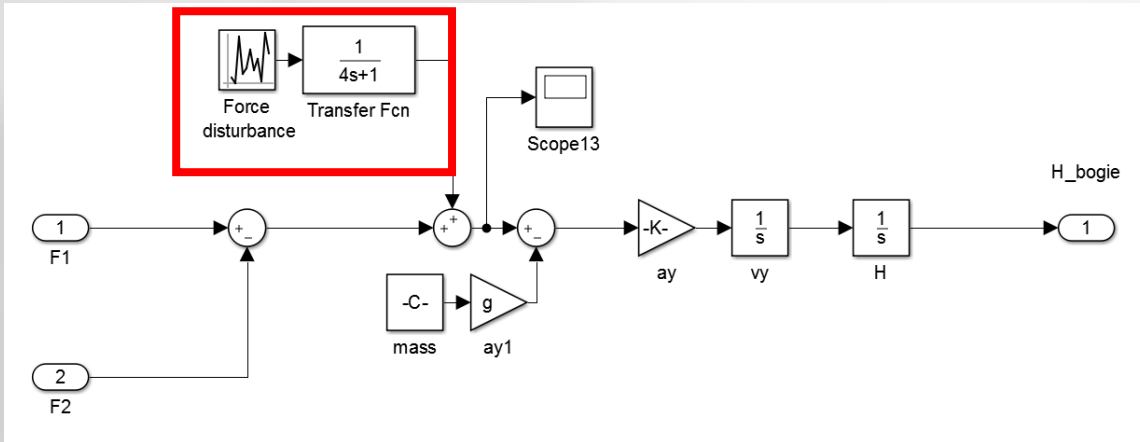 1
4s+1
Force
disturbance
Transfer Fcn
Scope13
H_bogie
1
F1
+
-
+
+
+
-
-K-
ay
1
s
vy
1
s
H
1
-C-
mass
g
ay1
2
F2